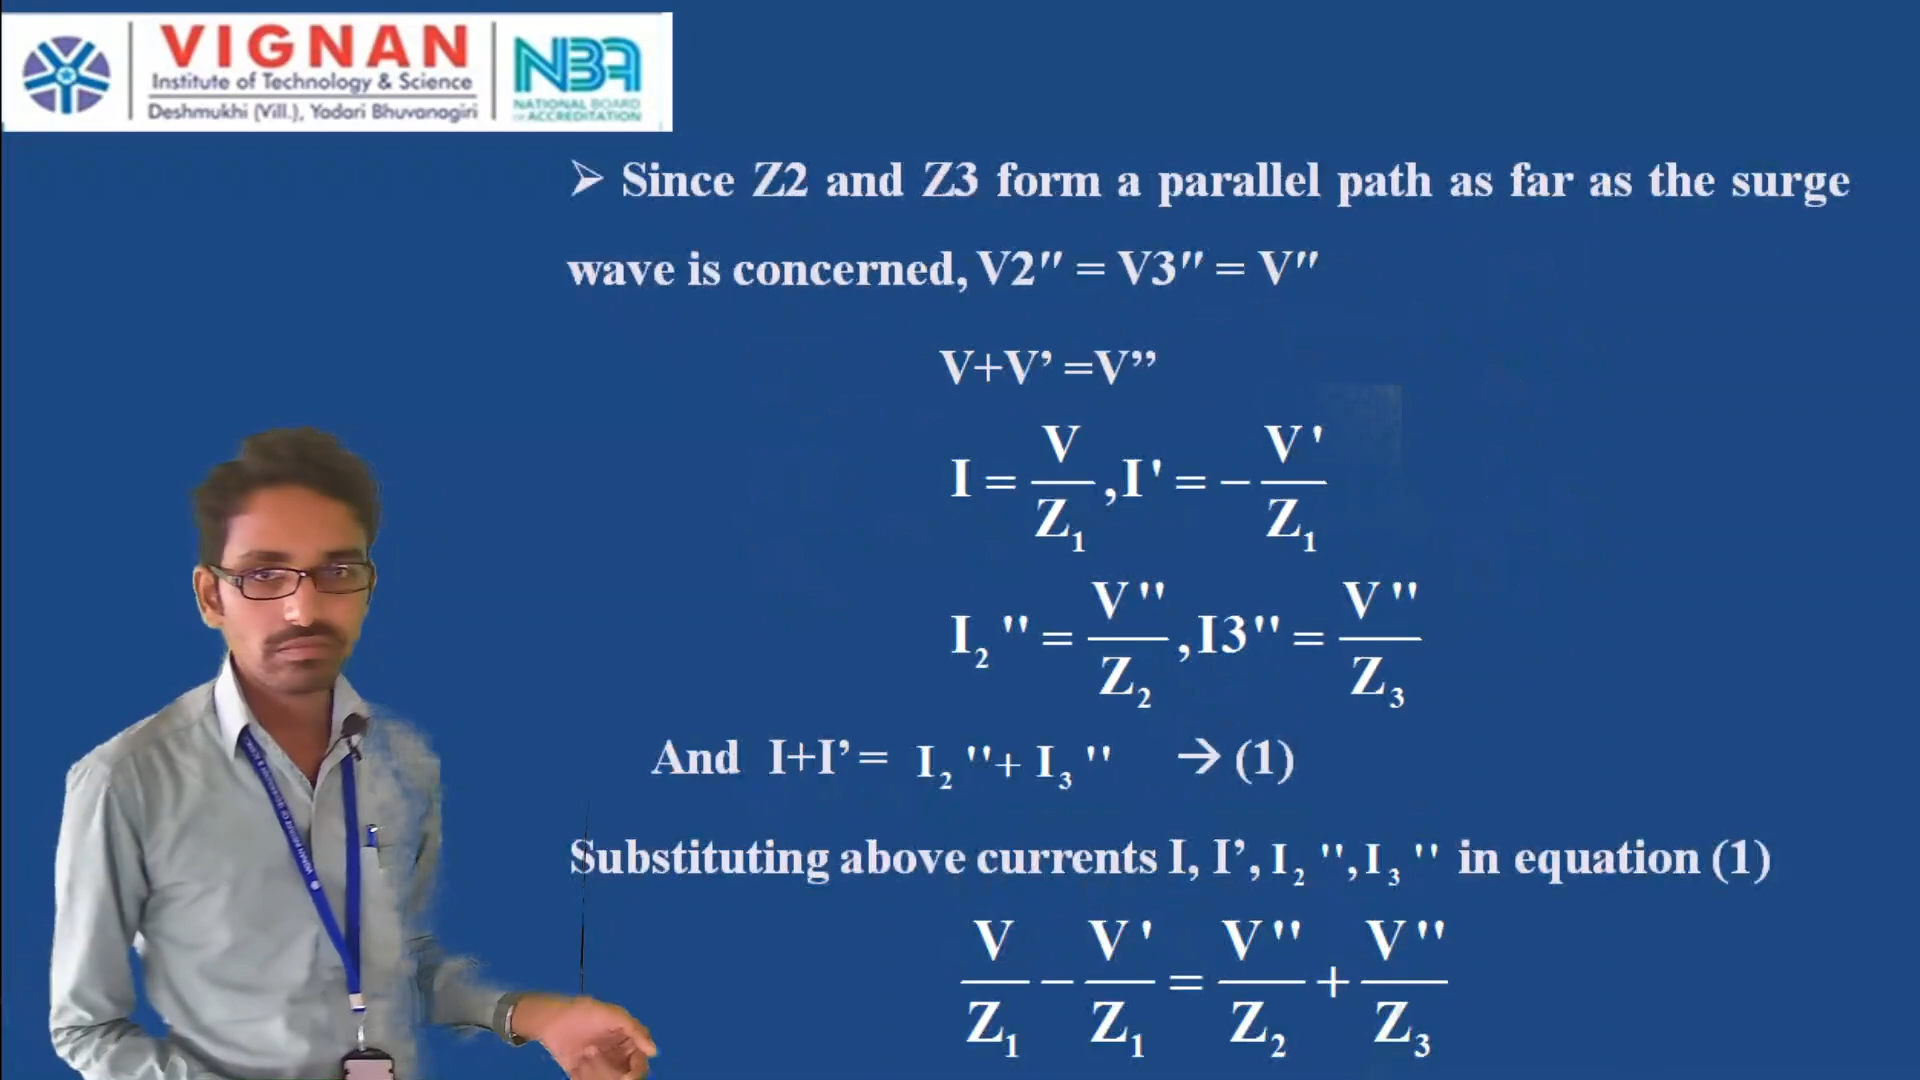 VIGNAN
Institute of Technology & Science
Deshmukhi (Vill.), Yadari Bhuvanagiri
NBA
NATIONAL BOARD
OF ACCREDITATION
➢ Since Z2 and Z3 form a parallel path as far as the surge
wave is concerned, V2″ = V3″ = V″
V+V’ =V”
I = V/Z₁ , I' = − V'/Z₁
I₂'' = V''/Z₂ , I3'' = V''/Z₃
And I+I’= I₂''+ I₃'' → (1)
Substituting above currents I, I’, I₂'', I₃'' in equation (1)
V/Z₁ − V'/Z₁ = V''/Z₂ + V''/Z₃